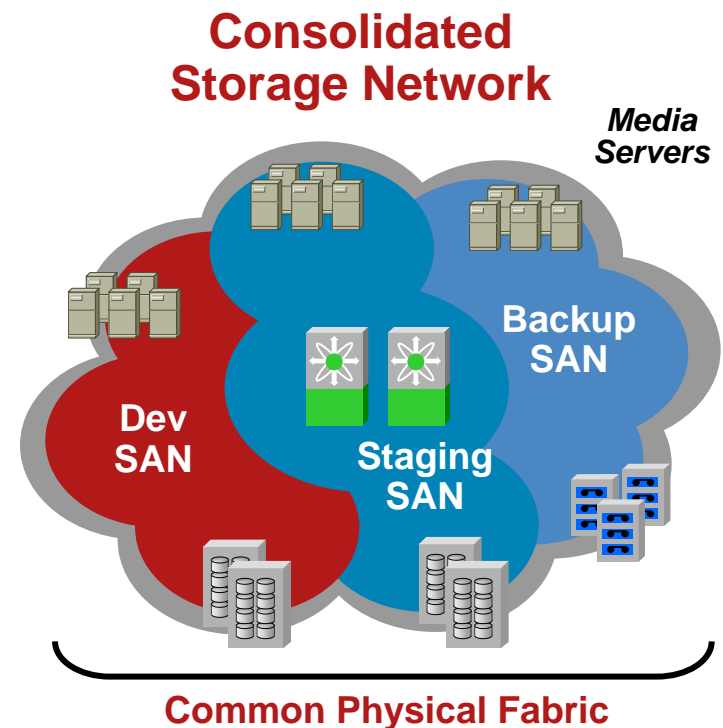 Consolidated
Storage Network
Media
Servers
Backup
SAN
Dev
SAN
Staging
SAN
Common Physical Fabric